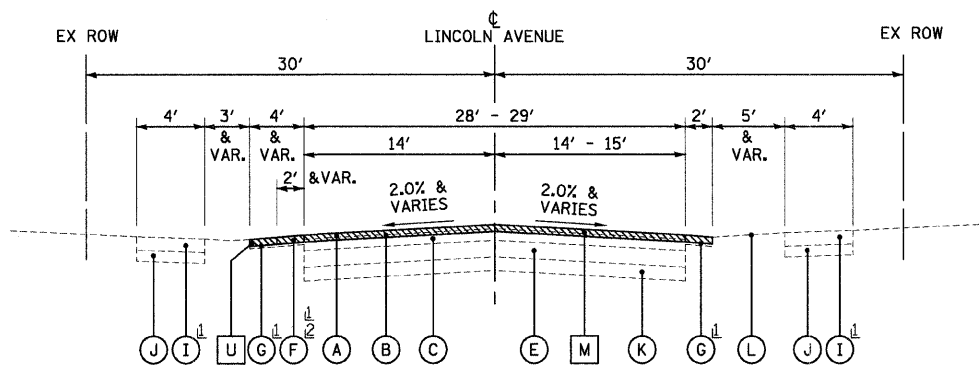 ℄
EX ROW
LINCOLN AVENUE
EX ROW
30'
30'
4'
3'
4'
28' - 29'
2'
5'
4'
&
VAR.
&
VAR.
14'
14' - 15'
&
VAR.
2' &VAR.
2.0% &
VARIES
2.0% &
VARIES
J
I
1
U
G
1
F
1
2
A
B
C
E
M
K
G
1
L
J
I
1